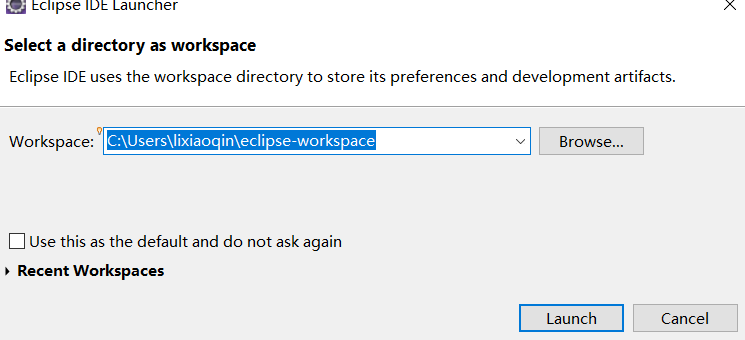 Eclipse IDE Launcher
Select a directory as workspace
Eclipse IDE uses the workspace directory to store its preferences and development artifacts.
Workspace: C:\Users\lixiaoqin\eclipse-workspace Browse...
Use this as the default and do not ask again
Recent Workspaces
Launch Cancel